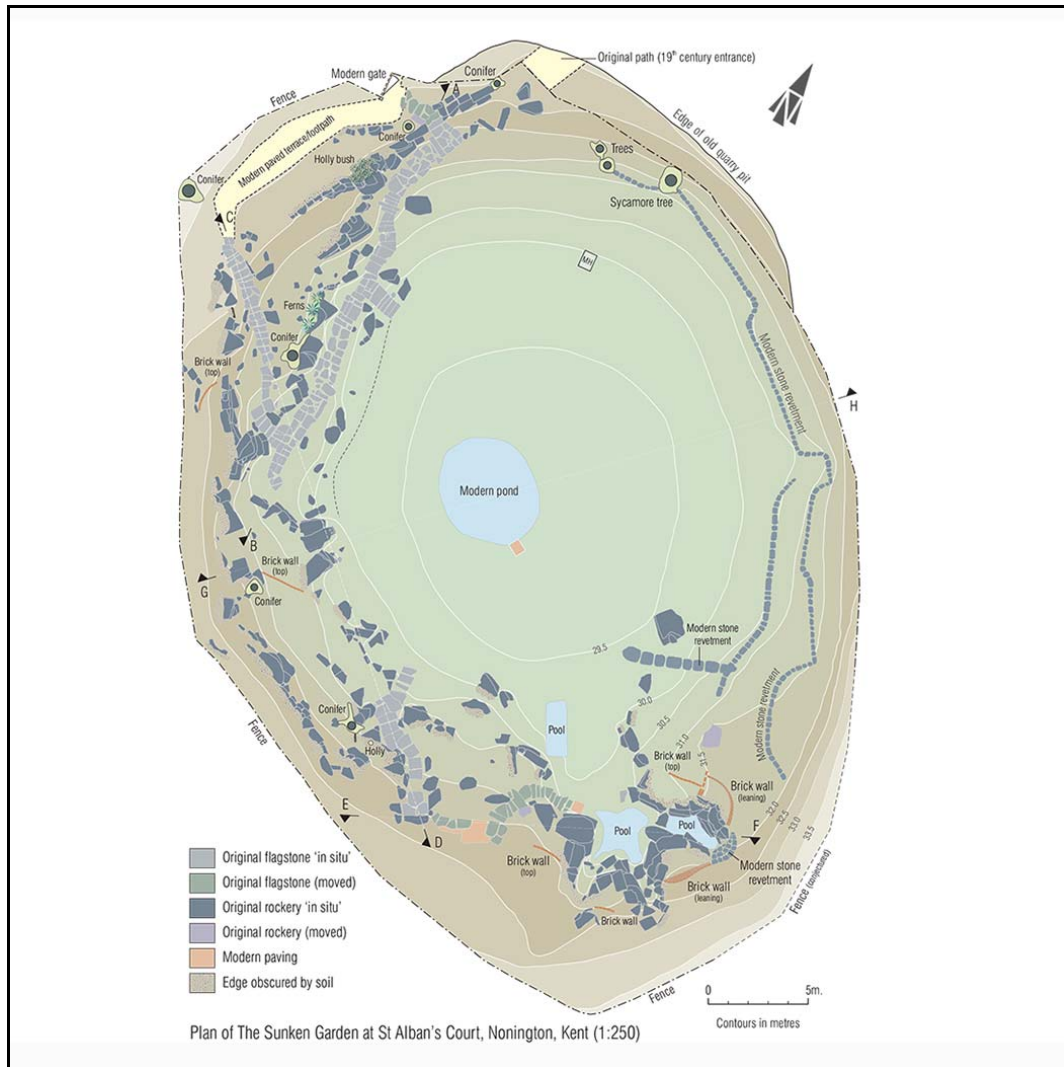 Original path (19th century entrance)
Conifer
Modern gate
A
Fence
Edge of old quarry pit
Conifer
Modern paved terrace/footpath
Holly bush
Trees
Conifer
Sycamore tree
C
MH
Ferns
Conifer
Modern stone revetment
Brick wall
(top)
H
Modern pond
B
Brick wall
(top)
G
Conifer
Modern stone
revetment
29.5
Conifer
Modern stone revetment
30.0
30.5
Pool
31.0
Holly
Fence
31.5
Brick wall
(top)
Brick wall
(leaning)
32.0
32.5
33.0
33.5
E
D
Pool
Pool
F
Brick wall
(top)
Modern stone
revetment
Brick wall
(leaning)
Brick wall
Fence (conjectured)
Fence
Original flagstone ‘in situ’
Original flagstone (moved)
Original rockery ‘in situ’
Original rockery (moved)
Modern paving
Edge obscured by soil
0 5m.
Contours in metres
Plan of The Sunken Garden at St Alban’s Court, Nonington, Kent (1:250)